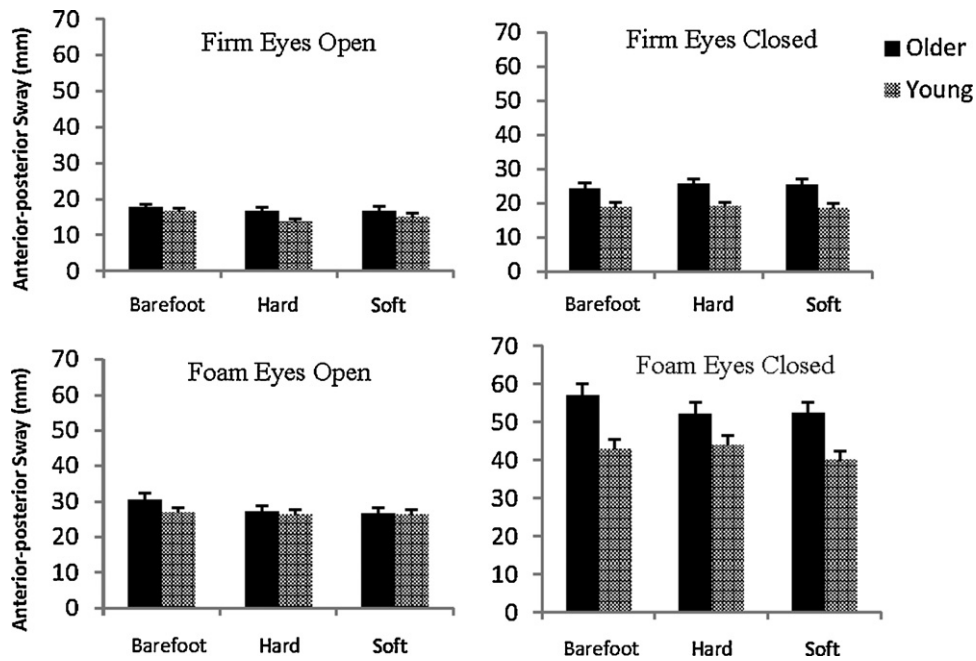 Firm Eyes Open
Anterior-posterior Sway (mm)
70
60
50
40
30
20
10
0
Barefoot Hard Soft
Firm Eyes Closed
70
60
50
40
30
20
10
0
Barefoot Hard Soft
Older
Young
Foam Eyes Open
Anterior-posterior Sway (mm)
70
60
50
40
30
20
10
0
Barefoot Hard Soft
Foam Eyes Closed
70
60
50
40
30
20
10
0
Barefoot Hard Soft